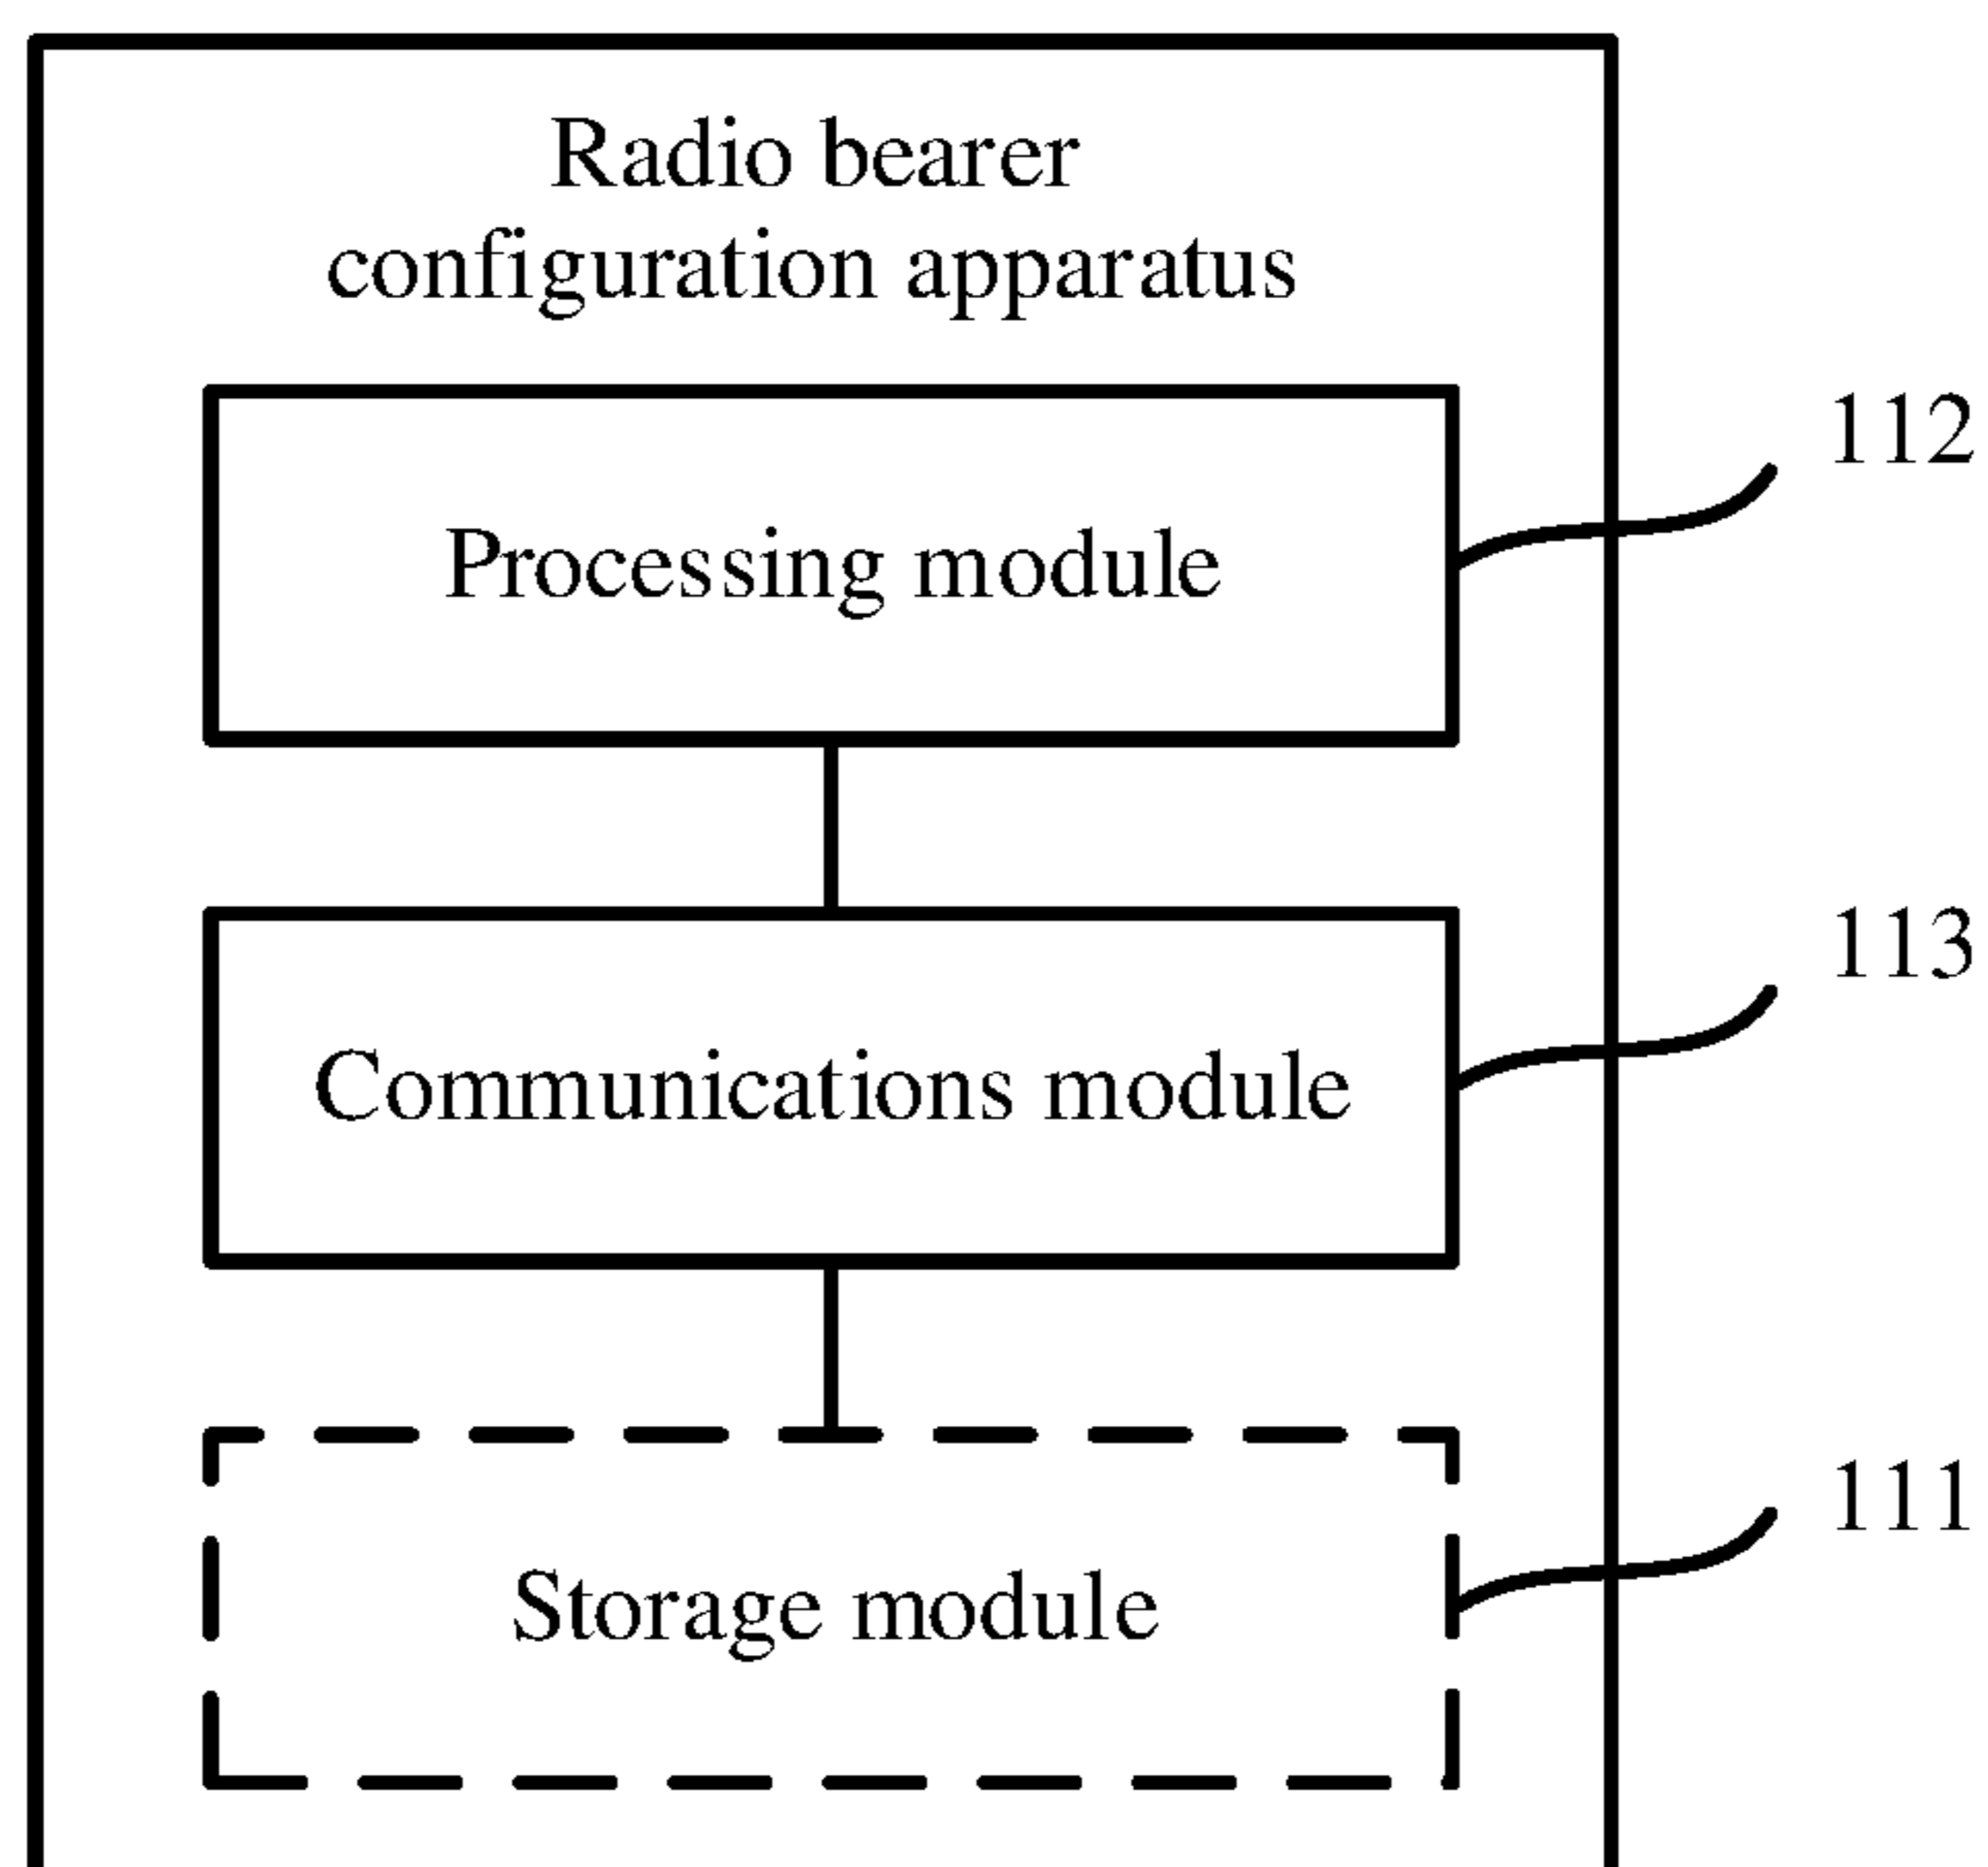 Radio bearer
configuration apparatus
Processing module
112
Communications module
113
Storage module
111